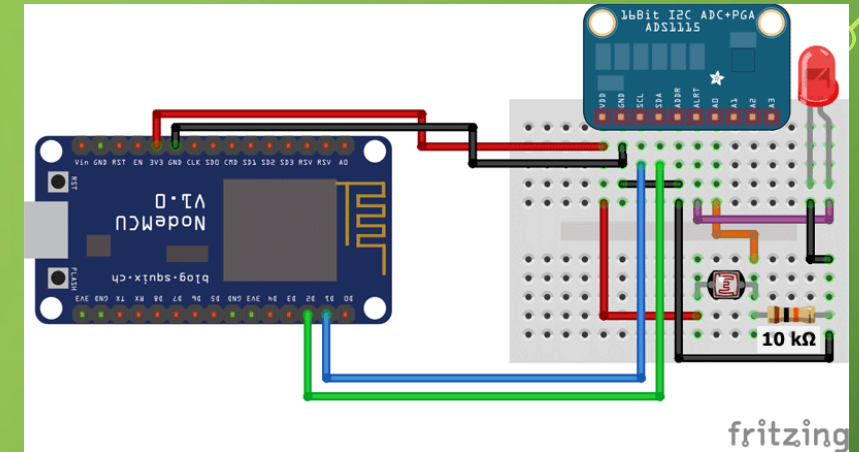 16Bit I2C ADC+PGA
ADS1115
VDD GND SCL SDA ADDR ALRT A0 A1 A2 A3
Vin GND RST EN 3V3 GND CLK SD0 CMD SD1 SD2 SD3 RSV RSV A0
RST
NodeMCU
V1.0
FLASH
blog.squix.ch
3V3 GND TX RX D8 D7 D6 D5 GND 3V3 D4 D3 D2 D1 D0
10 kΩ
fritzing